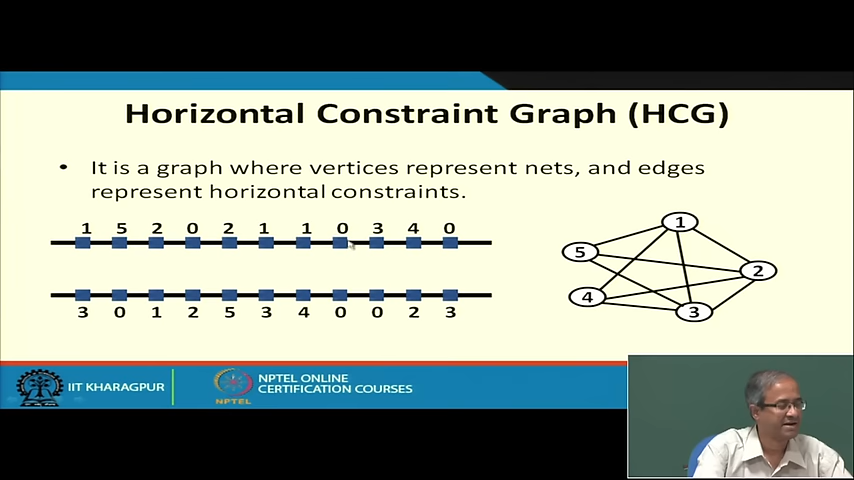 Horizontal Constraint Graph (HCG)
• It is a graph where vertices represent nets, and edges
represent horizontal constraints.
1 5 2 0 2 1 1 0 3 4 0
3 0 1 2 5 3 4 0 0 2 3
1
5
2
4
3
IIT KHARAGPUR
NPTEL
NPTEL ONLINE
CERTIFICATION COURSES